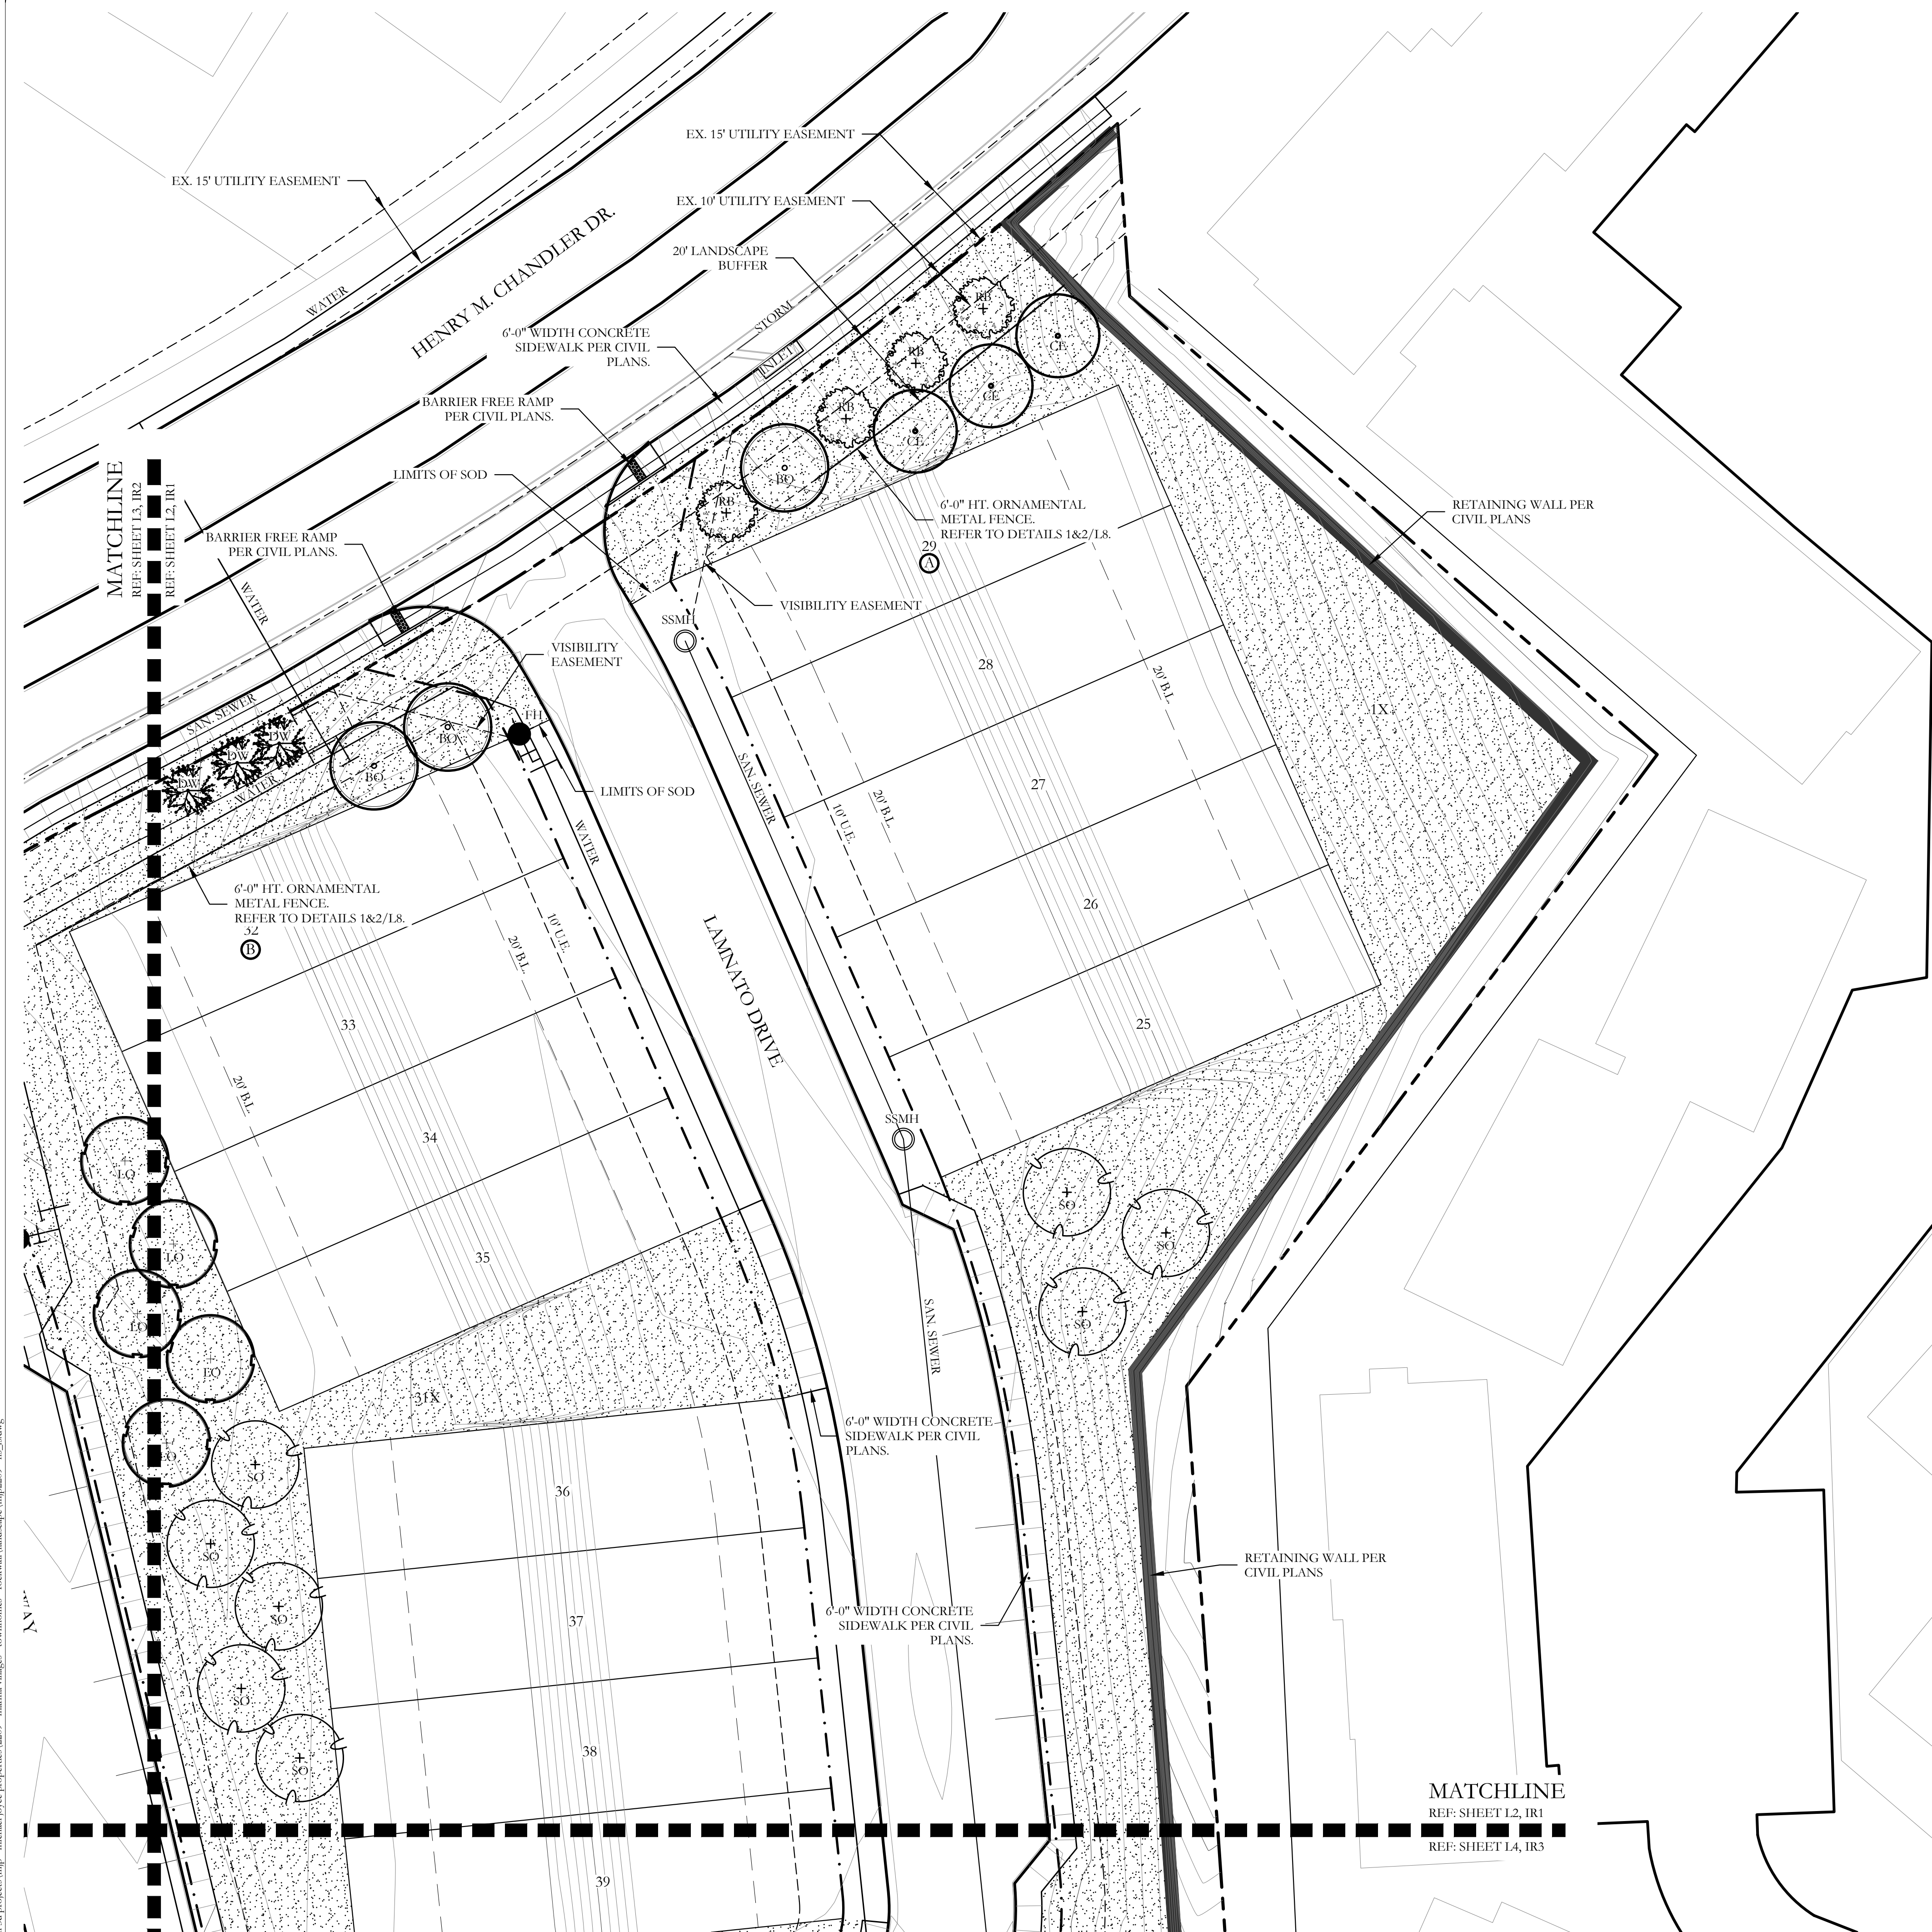 EX. 15' UTILITY EASEMENT
EX. 15' UTILITY EASEMENT
EX. 10' UTILITY EASEMENT
HENRY M. CHANDLER DR.
20' LANDSCAPE
BUFFER
WATER
STORM
INLET
6'-0" WIDTH CONCRETE
SIDEWALK PER CIVIL
PLANS.
BARRIER FREE RAMP
PER CIVIL PLANS.
LIMITS OF SOD
RB
RB
RB
RB
CE
CE
CE
BO
MATCHLINE
REF: SHEET L3, IR2
REF: SHEET L2, IR1
BARRIER FREE RAMP
PER CIVIL PLANS.
WATER
6'-0" HT. ORNAMENTAL
METAL FENCE.
REFER TO DETAILS 1&2/L8.
29
A
RETAINING WALL PER
CIVIL PLANS
VISIBILITY EASEMENT
SSMH
VISIBILITY
EASEMENT
28
20' B.L.
1X
SAN. SEWER
FH
BO
BO
DW
DW
DW
WATER
LIMITS OF SOD
SAN. SEWER
27
10' U.E.
20' B.L.
WATER
6'-0" HT. ORNAMENTAL
METAL FENCE.
REFER TO DETAILS 1&2/L8.
32
B
26
20' B.L.
10' U.E.
LAMNATO DRIVE
33
25
20' B.L.
34
SSMH
LO
LO
LO
LO
LO
35
SO
SO
SO
SAN. SEWER
31X
6'-0" WIDTH CONCRETE
SIDEWALK PER CIVIL
PLANS.
SO
SO
SO
SO
SO
36
37
38
39
RETAINING WALL PER
CIVIL PLANS
6'-0" WIDTH CONCRETE
SIDEWALK PER CIVIL
PLANS.
MATCHLINE
REF: SHEET L2, IR1
REF: SHEET L4, IR3